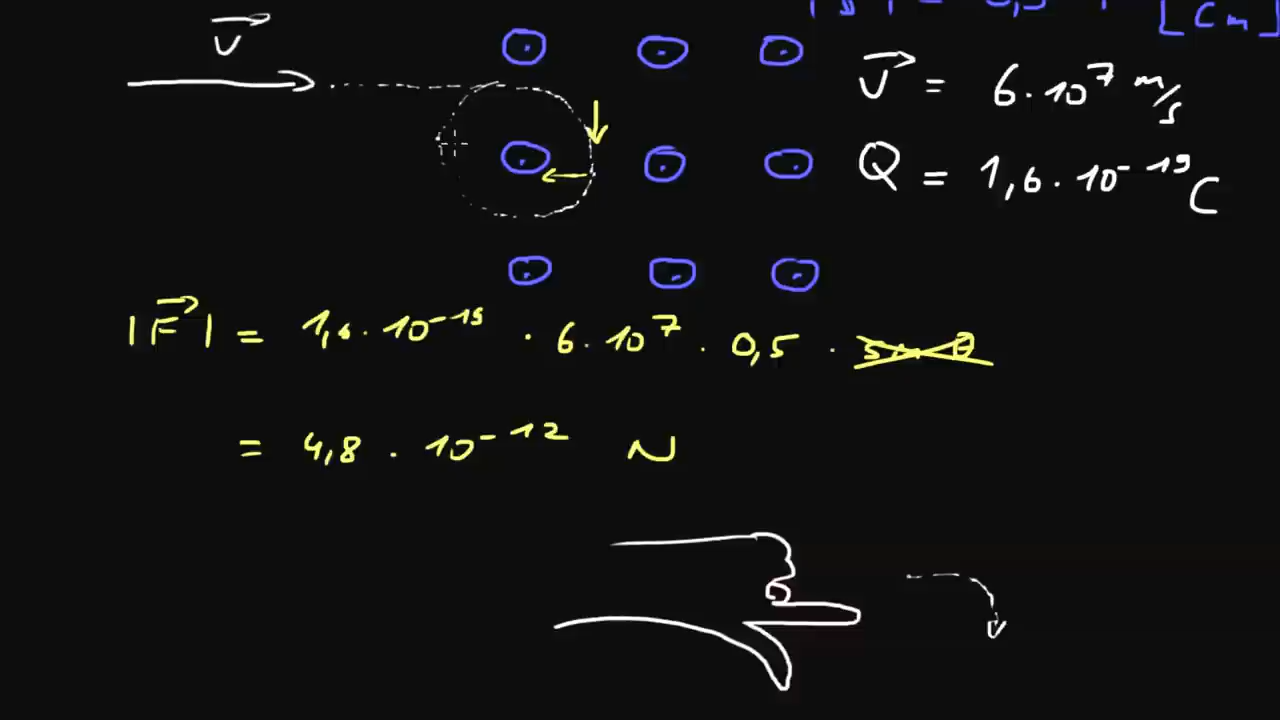 [Cm]
v⃗
v⃗ = 6·10⁷ m/s
Q = 1,6·10⁻¹⁹ C
|F⃗| = 1,6·10⁻¹⁹ · 6·10⁷ · 0,5 · sin θ
= 4,8 · 10⁻¹² N